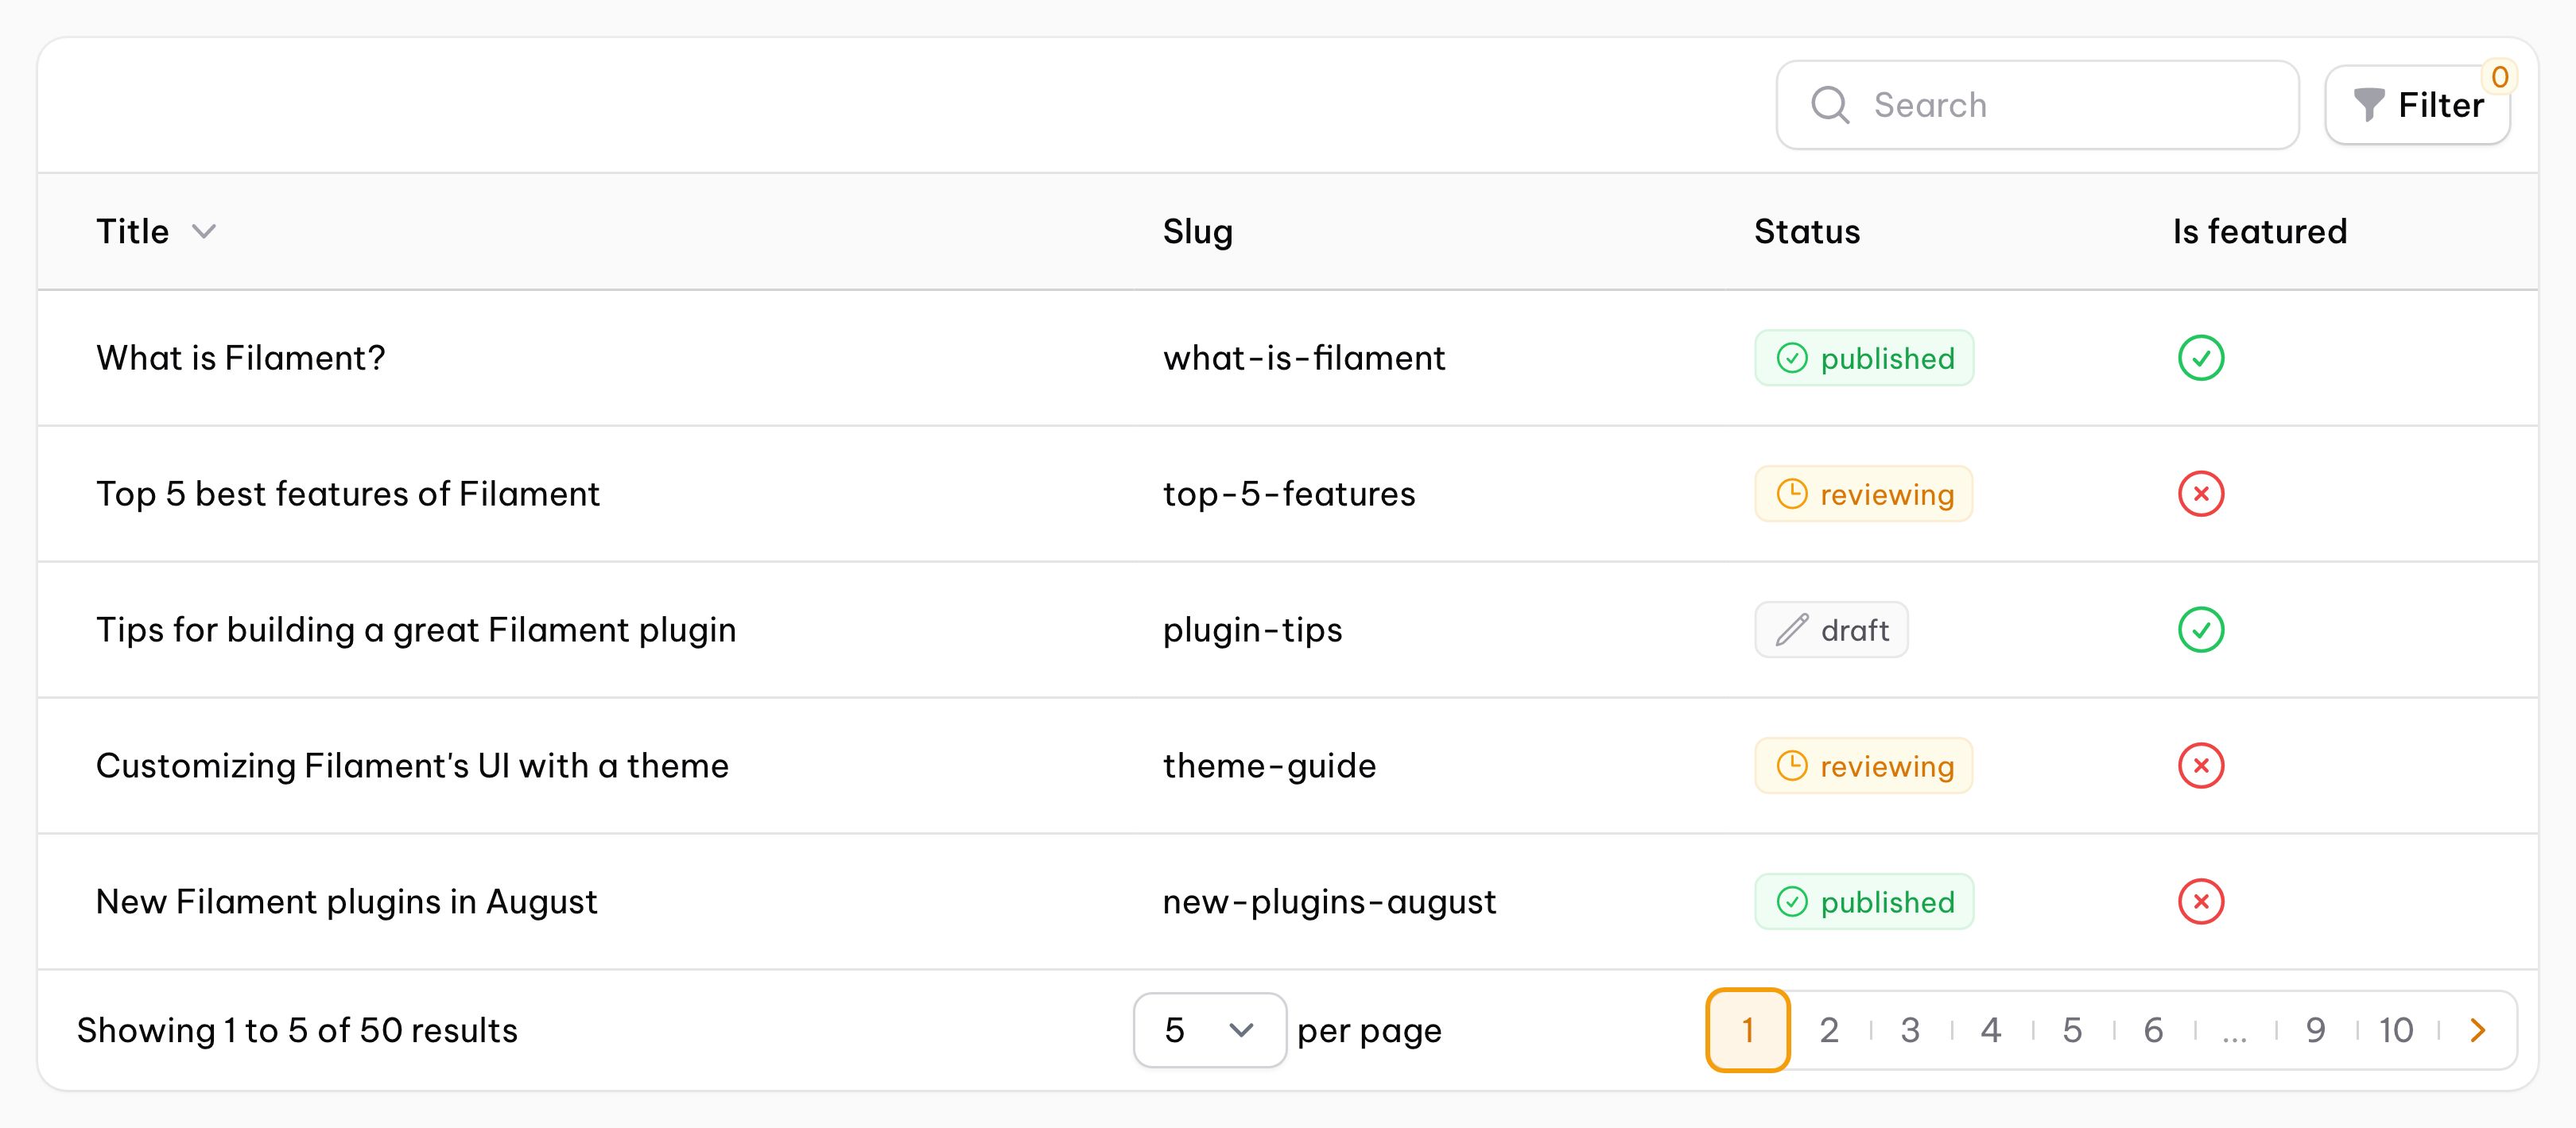 Search Filter 0
Title Slug Status Is featured
What is Filament? what-is-filament published
Top 5 best features of Filament top-5-features reviewing
Tips for building a great Filament plugin plugin-tips draft
Customizing Filament's UI with a theme theme-guide reviewing
New Filament plugins in August new-plugins-august published
Showing 1 to 5 of 50 results 5 per page 1 2 3 4 5 6 ... 9 10